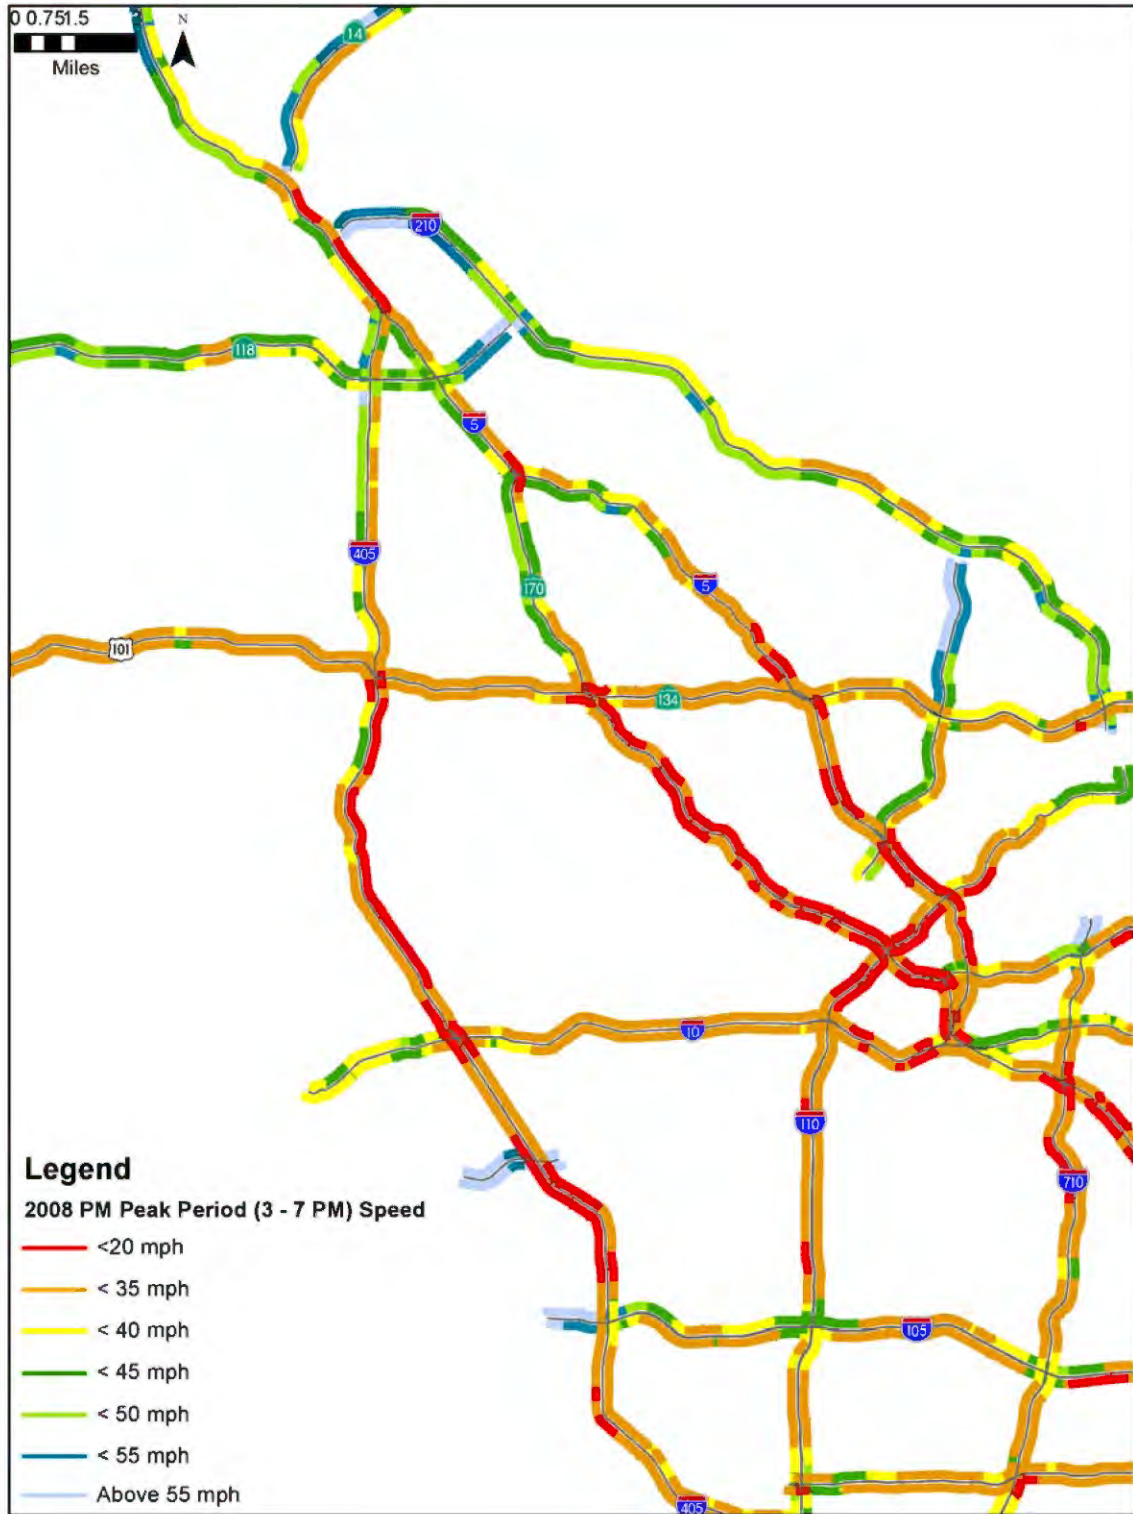 0 0.751.5
N
Miles
14
210
118
5
405
170
5
101
134
10
110
710
105
405
Legend
2008 PM Peak Period (3 - 7 PM) Speed
<20 mph
< 35 mph
< 40 mph
< 45 mph
< 50 mph
< 55 mph
Above 55 mph